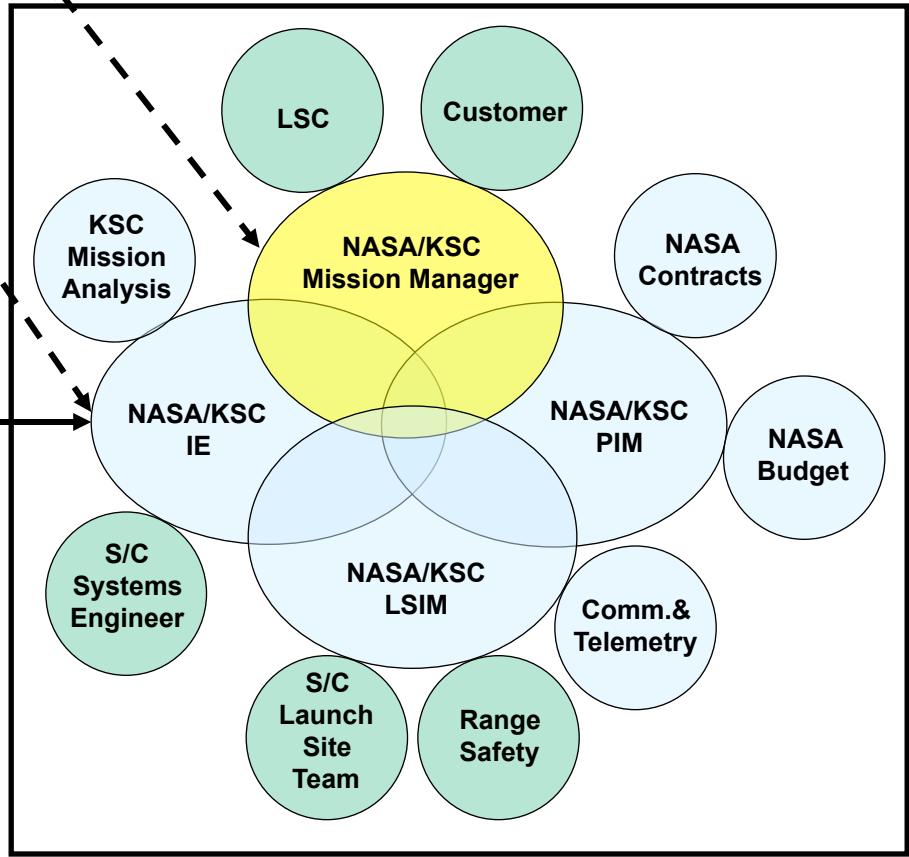 LSC
Customer
KSC
Mission
Analysis
NASA/KSC
Mission Manager
NASA
Contracts
NASA/KSC
IE
NASA/KSC
PIM
NASA
Budget
S/C
Systems
Engineer
NASA/KSC
LSIM
Comm.&
Telemetry
S/C
Launch
Site
Team
Range
Safety